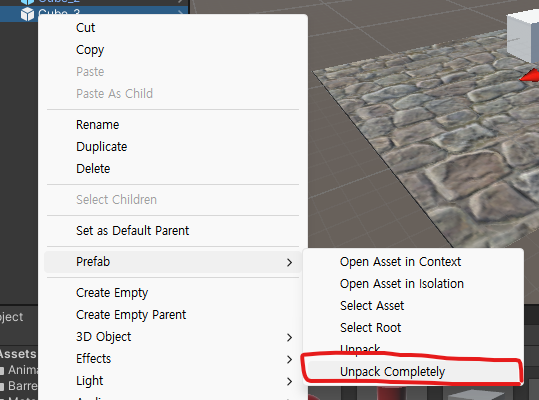 Cube_2
Cube_3
Cut
Copy
Paste
Paste As Child
Rename
Duplicate
Delete
Select Children
Set as Default Parent
Prefab
Create Empty
Create Empty Parent
3D Object
Effects
Light
Open Asset in Context
Open Asset in Isolation
Select Asset
Select Root
Unpack
Unpack Completely
oject
Assets
Anima
Barre